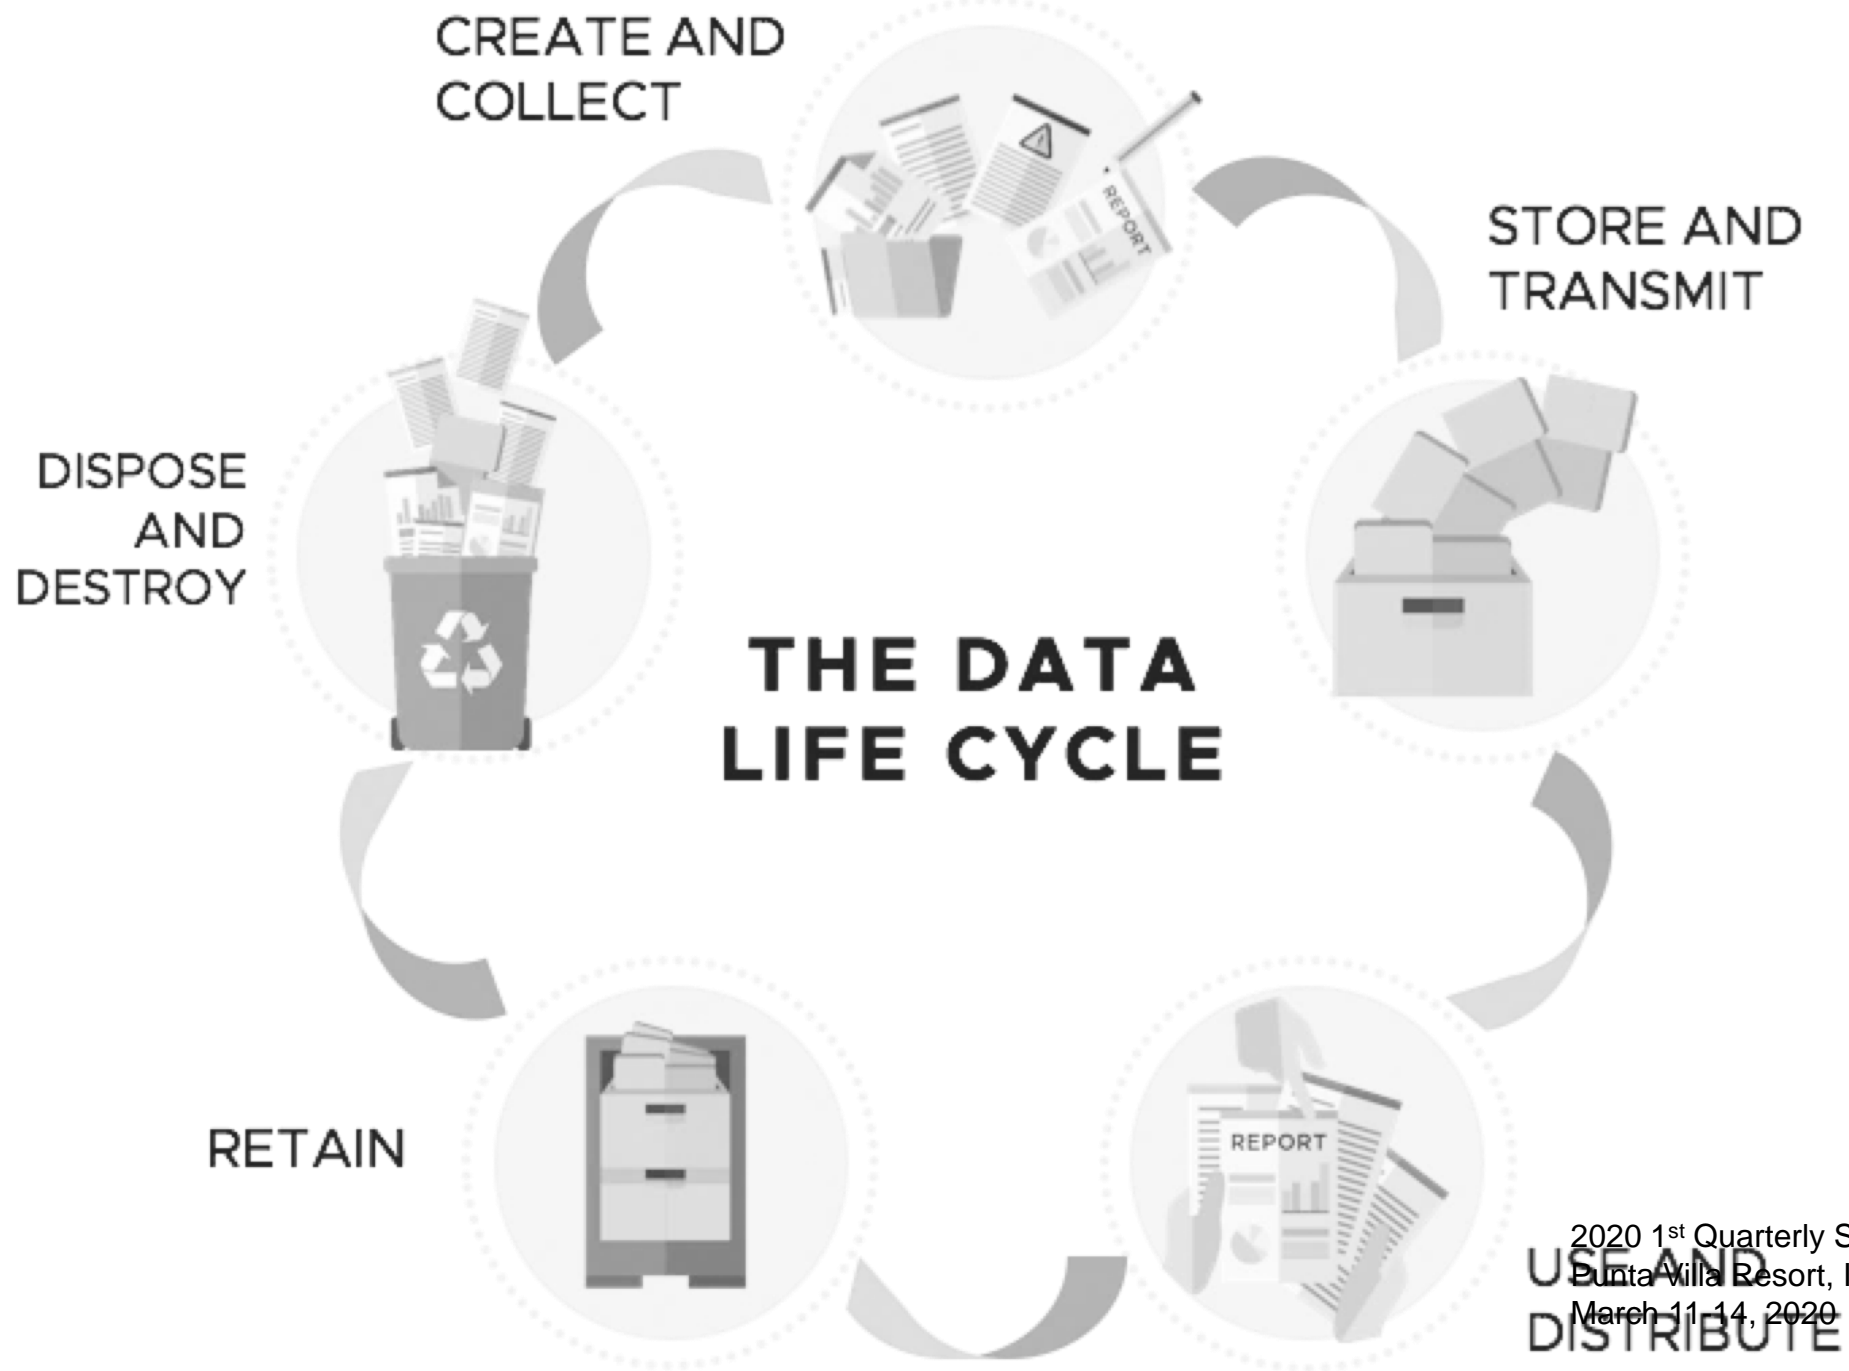 CREATE AND
COLLECT
REPORT
STORE AND
TRANSMIT
DISPOSE
AND
DESTROY
THE DATA
LIFE CYCLE
RETAIN
REPORT
USE AND
DISTRIBUTE
2020 1st Quarterly
Punta Villa Resort,
March 11-14, 2020